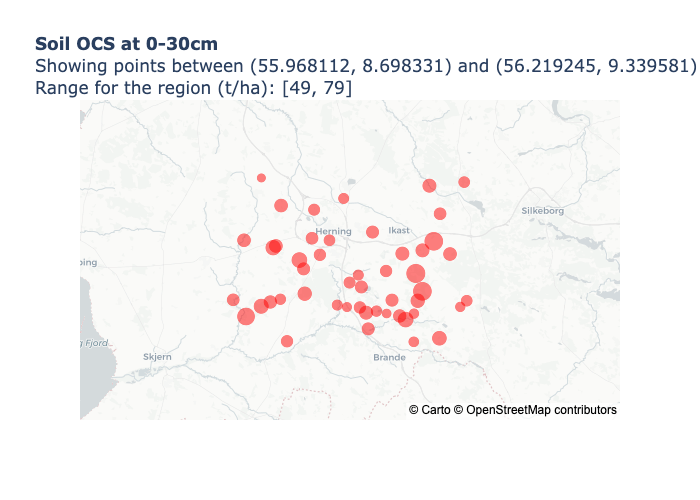 Soil OCS at 0-30cm
Showing points between (55.968112, 8.698331) and (56.219245, 9.339581)
Range for the region (t/ha): [49, 79]
Silkeborg
Herning
Ikast
ping
g Fjord...
Skjern
Brande
© Carto © OpenStreetMap contributors